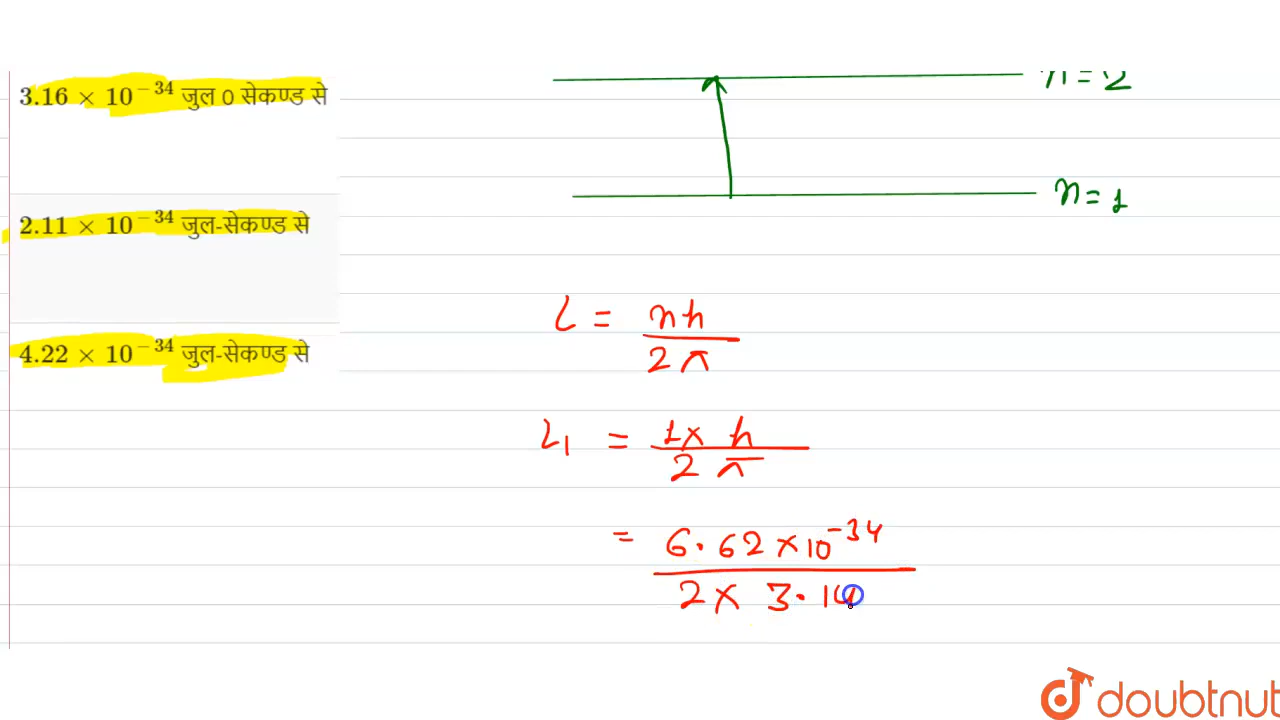 3.16 × 10⁻³⁴ जुल 0 सेकण्ड से
2.11 × 10⁻³⁴ जुल-सेकण्ड से
4.22 × 10⁻³⁴ जुल-सेकण्ड से
n = 2
n = 1
L = nh
2π
L₁ = 1 × h
2π
= 6.62 × 10⁻³⁴
2 × 3.14
doubtnut